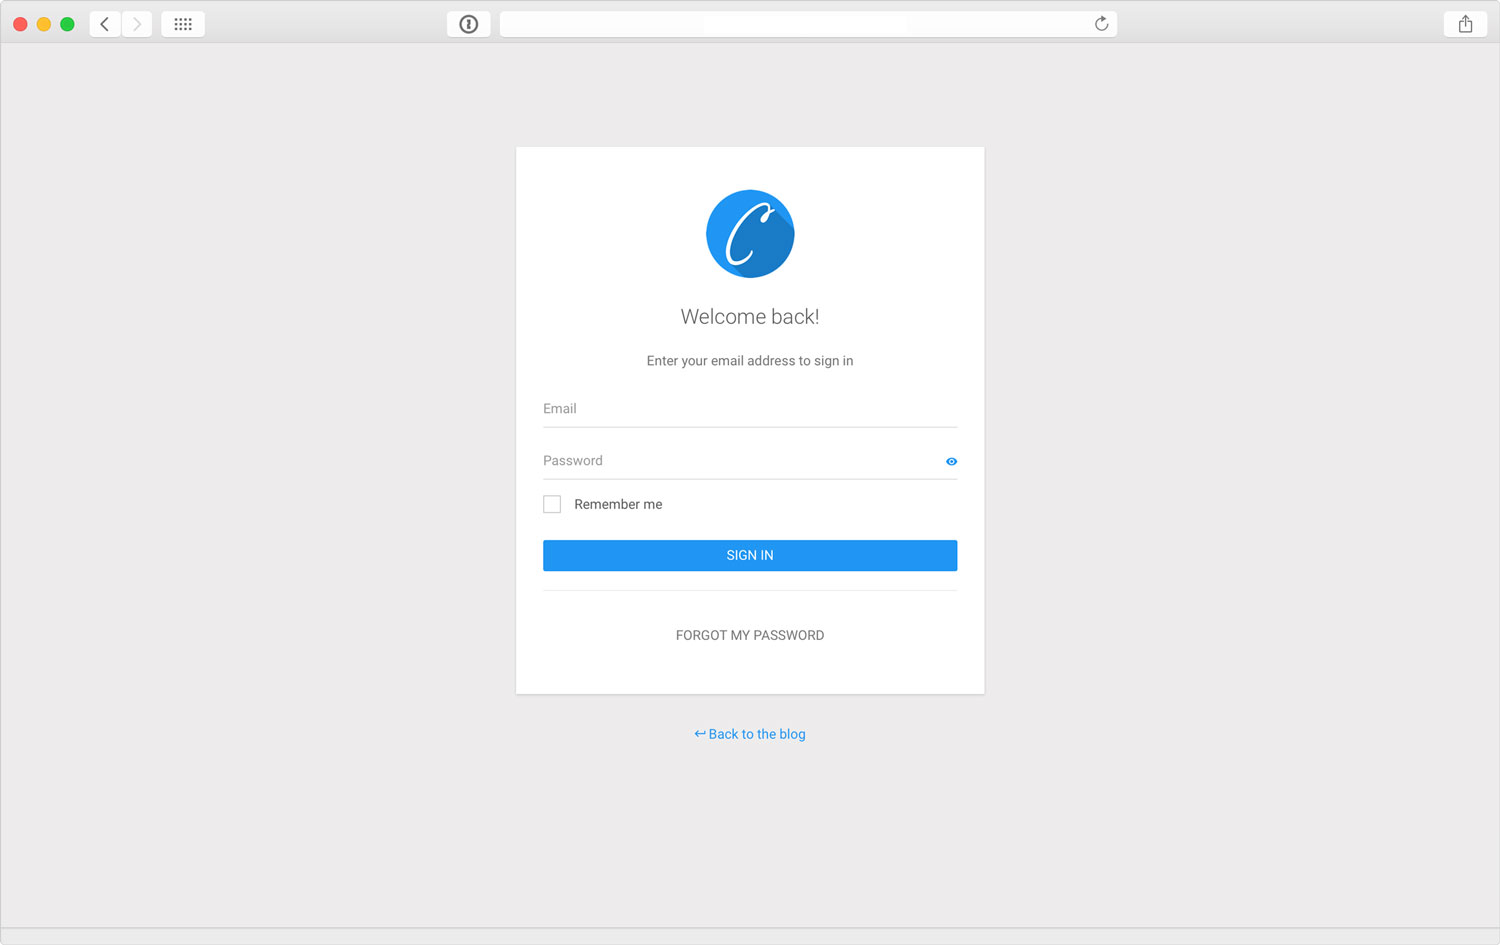 C
Welcome back!
Enter your email address to sign in
Email
Password
Remember me
SIGN IN
FORGOT MY PASSWORD
Back to the blog